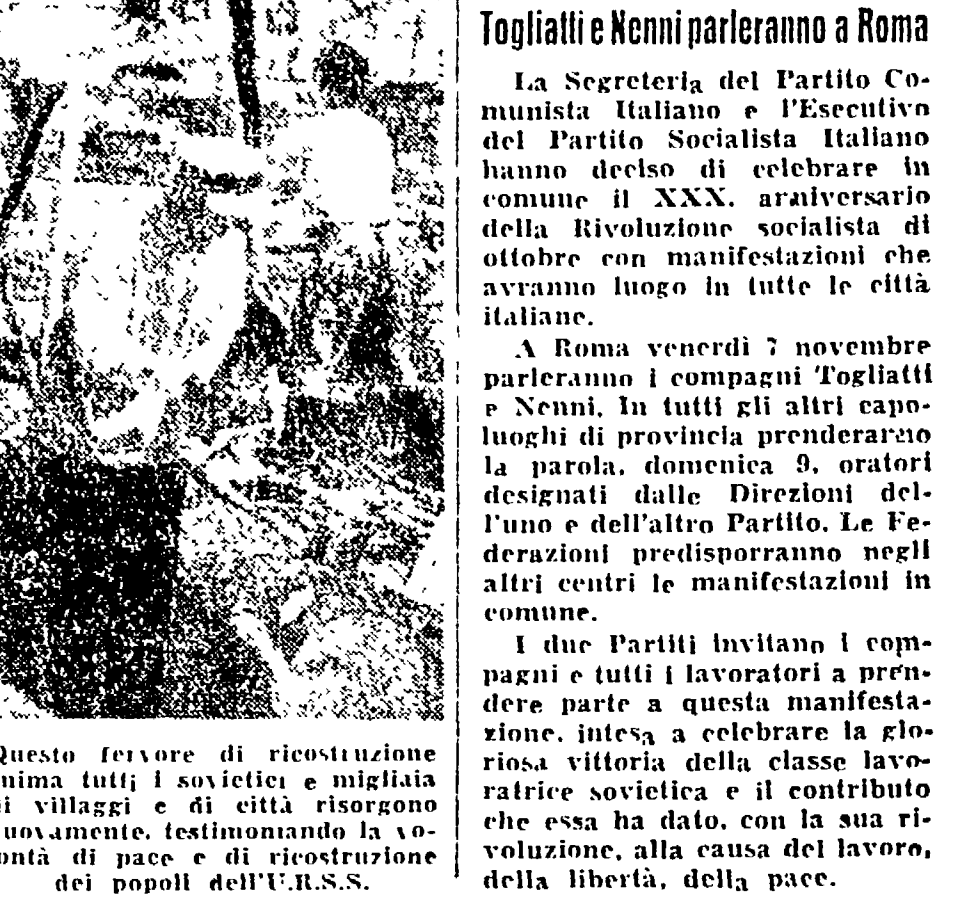 Togliatti e Nenni parleranno a Roma
La Segreteria del Partito Co-
munista Italiano e l'Esecutivo
del Partito Socialista Italiano
hanno deciso di celebrare in
comune il XXX. anniversario
della Rivoluzione socialista di
ottobre con manifestazioni che
avranno luogo in tutte le città
italiane.
A Roma venerdì 7 novembre
parleranno i compagni Togliatti
e Nenni. In tutti gli altri capo-
luoghi di provincia prenderanno
la parola, domenica 9, oratori
designati dalle Direzioni del-
l'uno e dell'altro Partito. Le Fe-
derazioni predisporranno negli
altri centri le manifestazioni in
comune.
I due Partiti invitano i com-
pagni e tutti i lavoratori a pren-
dere parte a questa manifesta-
zione, intesa a celebrare la glo-
riosa vittoria della classe lavo-
ratrice sovietica e il contributo
che essa ha dato, con la sua ri-
voluzione, alla causa del lavoro,
della libertà, della pace.
Questo fervore di ricostruzione
nima tutti i sovietici e migliaia
i villaggi e di città risorgono
uovamente, testimoniando la vo-
ontà di pace e di ricostruzione
dei popoli dell'U.R.S.S.